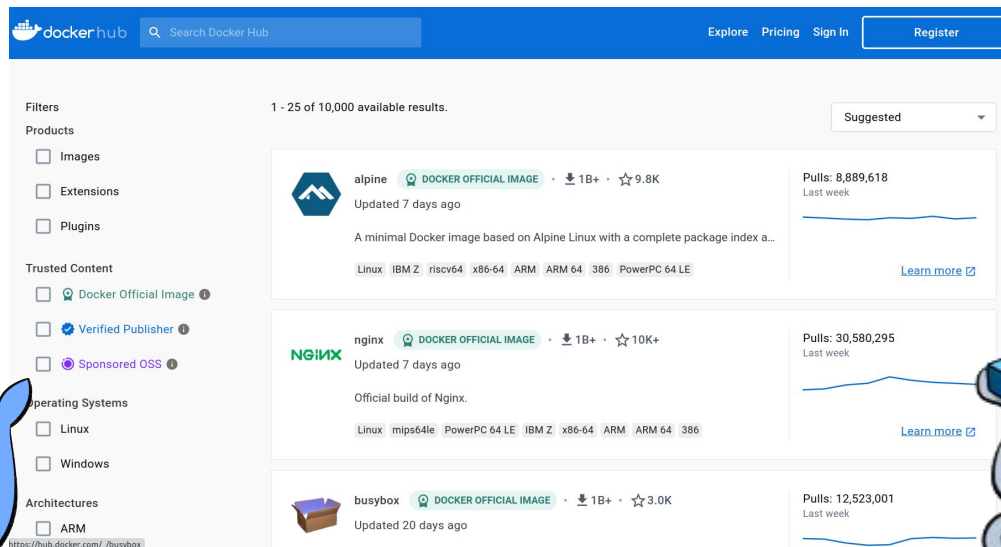 dockerhub Search Docker Hub Explore Pricing Sign In Register
Filters
Products
Images
Extensions
Plugins
Trusted Content
Docker Official Image
Verified Publisher
Sponsored OSS
Operating Systems
Linux
Windows
Architectures
ARM
https://hub.docker.com/_/busybox
1 - 25 of 10,000 available results.
Suggested
alpine DOCKER OFFICIAL IMAGE · 1B+ · 9.8K
Updated 7 days ago
A minimal Docker image based on Alpine Linux with a complete package index a...
Linux IBM Z riscv64 x86-64 ARM ARM 64 386 PowerPC 64 LE
Pulls: 8,889,618
Last week
Learn more
NGINX
nginx DOCKER OFFICIAL IMAGE · 1B+ · 10K+
Updated 7 days ago
Official build of Nginx.
Linux mips64le PowerPC 64 LE IBM Z x86-64 ARM ARM 64 386
Pulls: 30,580,295
Last week
Learn more
busybox DOCKER OFFICIAL IMAGE · 1B+ · 3.0K
Updated 20 days ago
Pulls: 12,523,001
Last week